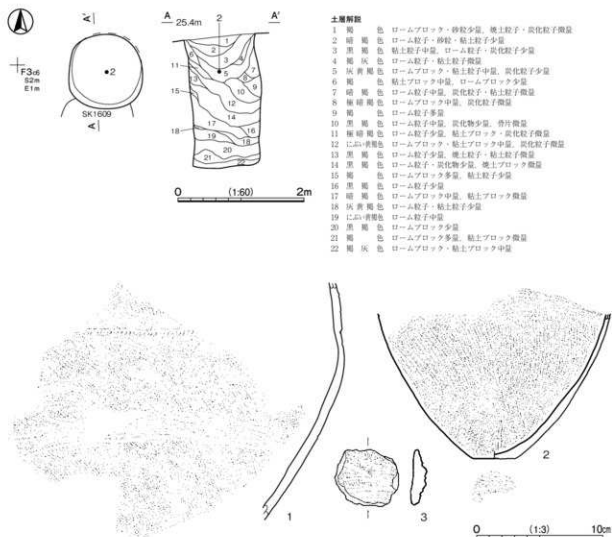 A'
A
2
SK1609
F3c6
S2m
E1m
A 25.4m 2 A'
0 (1:60) 2m
土層解説
1 褐色 ロームブロック・砂粒少量，焼土粒子・炭化粒子微量
2 暗褐色 ローム粒子・砂粒・粘土粒子少量
3 黒褐色 粘土粒子中量，ローム粒子・炭化粒子少量
4 褐灰色 ローム粒子・粘土粒子微量
5 灰黄褐色 ロームブロック・粘土粒子中量，炭化粒子少量
6 褐色 粘土ブロック中量，ロームブロック少量
7 暗褐色 ローム粒子中量，炭化粒子・粘土粒子微量
8 極暗褐色 ロームブロック中量，炭化粒子微量
9 褐色 ローム粒子多量
10 黒褐色 ローム粒子中量，炭化物少量，骨片微量
11 極暗褐色 ローム粒子少量，粘土ブロック・炭化粒子微量
12 にぶい黄褐色 ロームブロック・粘土ブロック中量，炭化粒子微量
13 黒褐色 ローム粒子少量，焼土粒子・粘土粒子微量
14 黒褐色 ローム粒子・炭化物少量，焼土ブロック微量
15 褐色 ロームブロック多量，粘土粒子少量
16 黒褐色 ローム粒子少量
17 暗褐色 ロームブロック中量，粘土ブロック微量
18 灰黄褐色 ローム粒子・粘土粒子少量
19 にぶい黄褐色 ローム粒子中量
20 黒褐色 ロームブロック少量
21 褐色 ロームブロック多量，粘土ブロック微量
22 褐灰色 ロームブロック・粘土ブロック中量
1
2
3
0 (1:3) 10cm